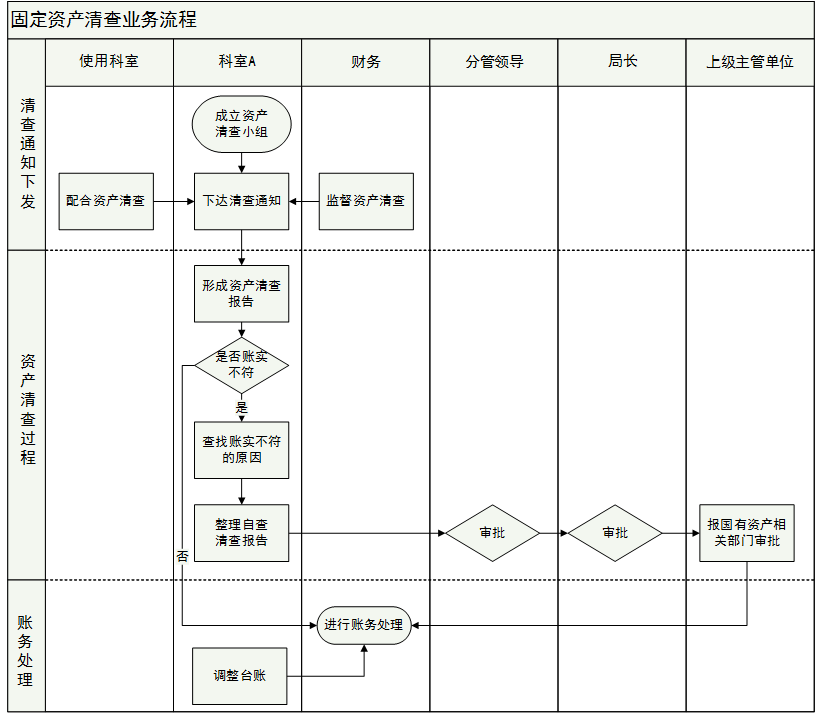 固定资产清查业务流程
使用科室
科室A
财务
分管领导
局长
上级主管单位
清查通知下发
成立资产
清查小组
配合资产清查
下达清查通知
监督资产清查
资产清查过程
形成资产清查
报告
是否账实
不符
是
查找账实不符
的原因
整理自查
清查报告
审批
审批
报国有资产相
关部门审批
否
账务处理
进行账务处理
调整台账